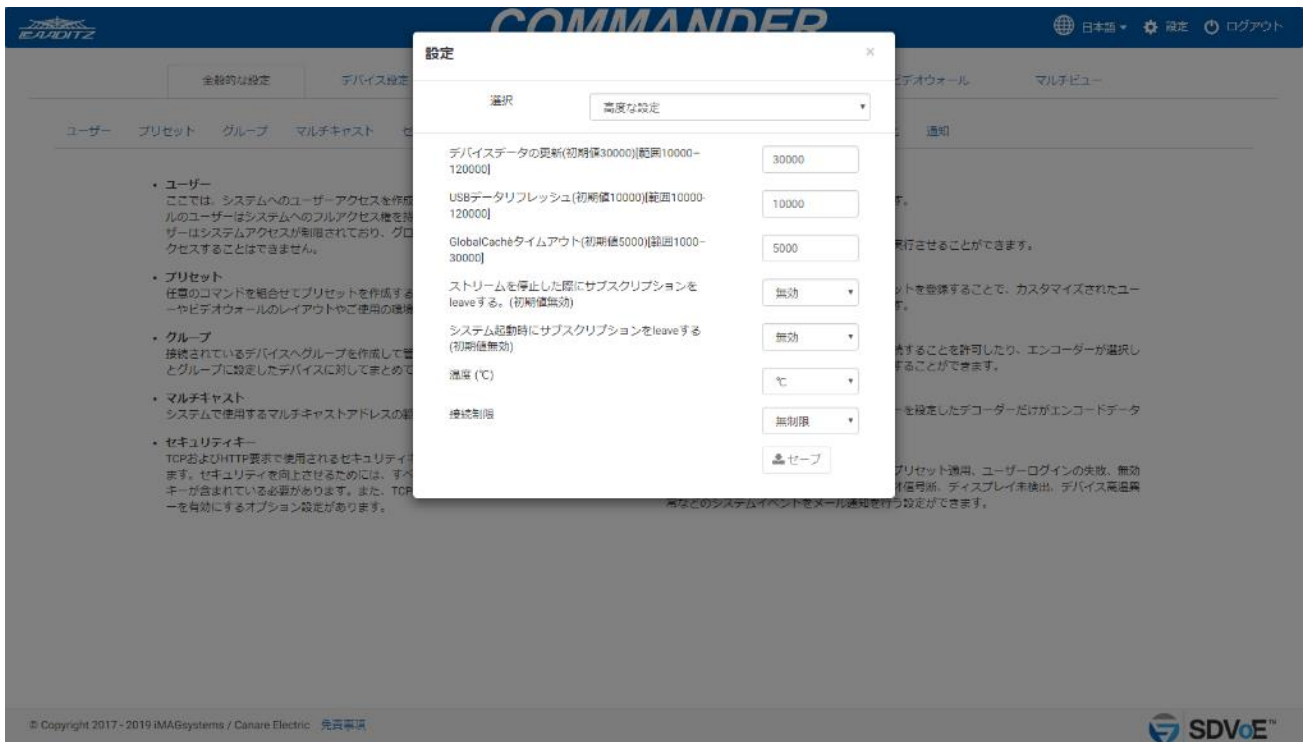 COMMANDER
日本語 設定 ログアウト
全般的な設定 デバイス設定 ビデオウォール マルチビュー
ユーザー プリセット グループ マルチキャスト 通知
設定 ×
選択 高度な設定
デバイスデータの更新(初期値30000)[範囲10000-
120000] 30000
USBデータリフレッシュ(初期値10000)[範囲10000-
120000] 10000
GlobalCachéタイムアウト(初期値5000)[範囲1000-
30000] 5000
ストリームを停止した際にサブスクリプションを
leaveする。(初期値無効) 無効
システム起動時にサブスクリプションをleaveする
(初期値無効) 無効
温度 (℃) ℃
接続制限 無制限
セーブ
• ユーザー
ここでは、システムへのユーザーアクセスを作成
ルのユーザーはシステムへのフルアクセス権を持
ザーはシステムアクセスが制限されており、グロ
クセスすることはできません。
• プリセット
任意のコマンドを組合せてプリセットを作成する
ーやビデオウォールのレイアウトやご使用の環境
• グループ
接続されているデバイスへグループを作成して管
とグループに設定したデバイスに対してまとめて
• マルチキャスト
システムで使用するマルチキャストアドレスの範
• セキュリティキー
TCPおよびHTTP要求で使用されるセキュリティキ
ます。セキュリティを向上させるためには、すべ
キーが含まれている必要があります。また、TCP
ーを有効にするオプション設定があります。
す。
実行させることができます。
ットを登録することで、カスタマイズされたユー
す。
続することを許可したり、エンコーダーが選択し
することができます。
ーを設定したデコーダーだけがエンコードデータ
プリセット適用、ユーザーログインの失敗、無効
オ信号断、ディスプレイ未検出、デバイス高温異
常などのシステムイベントをメール通知を行う設定ができます。
© Copyright 2017 - 2019 iMAGsystems / Canare Electric 免責事項
SDVoE™